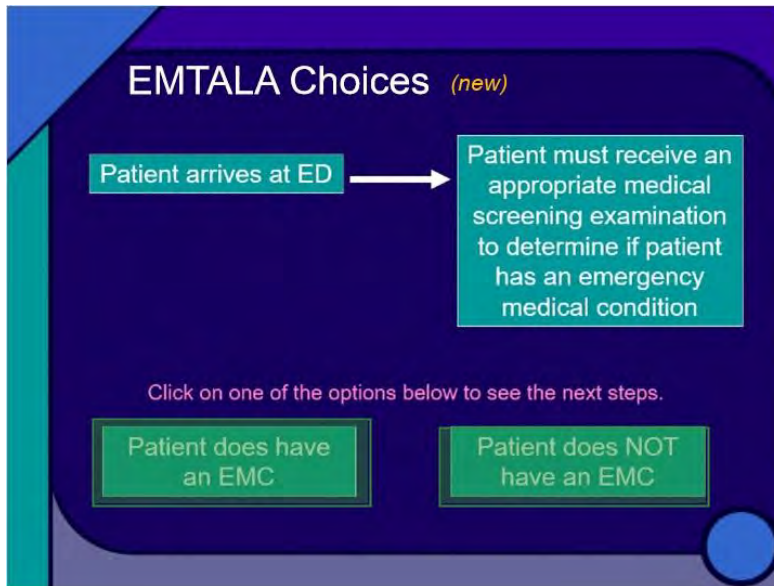 EMTALA Choices (new)
Patient arrives at ED
Patient must receive an
appropriate medical
screening examination
to determine if patient
has an emergency
medical condition
Click on one of the options below to see the next steps.
Patient does have
an EMC
Patient does NOT
have an EMC